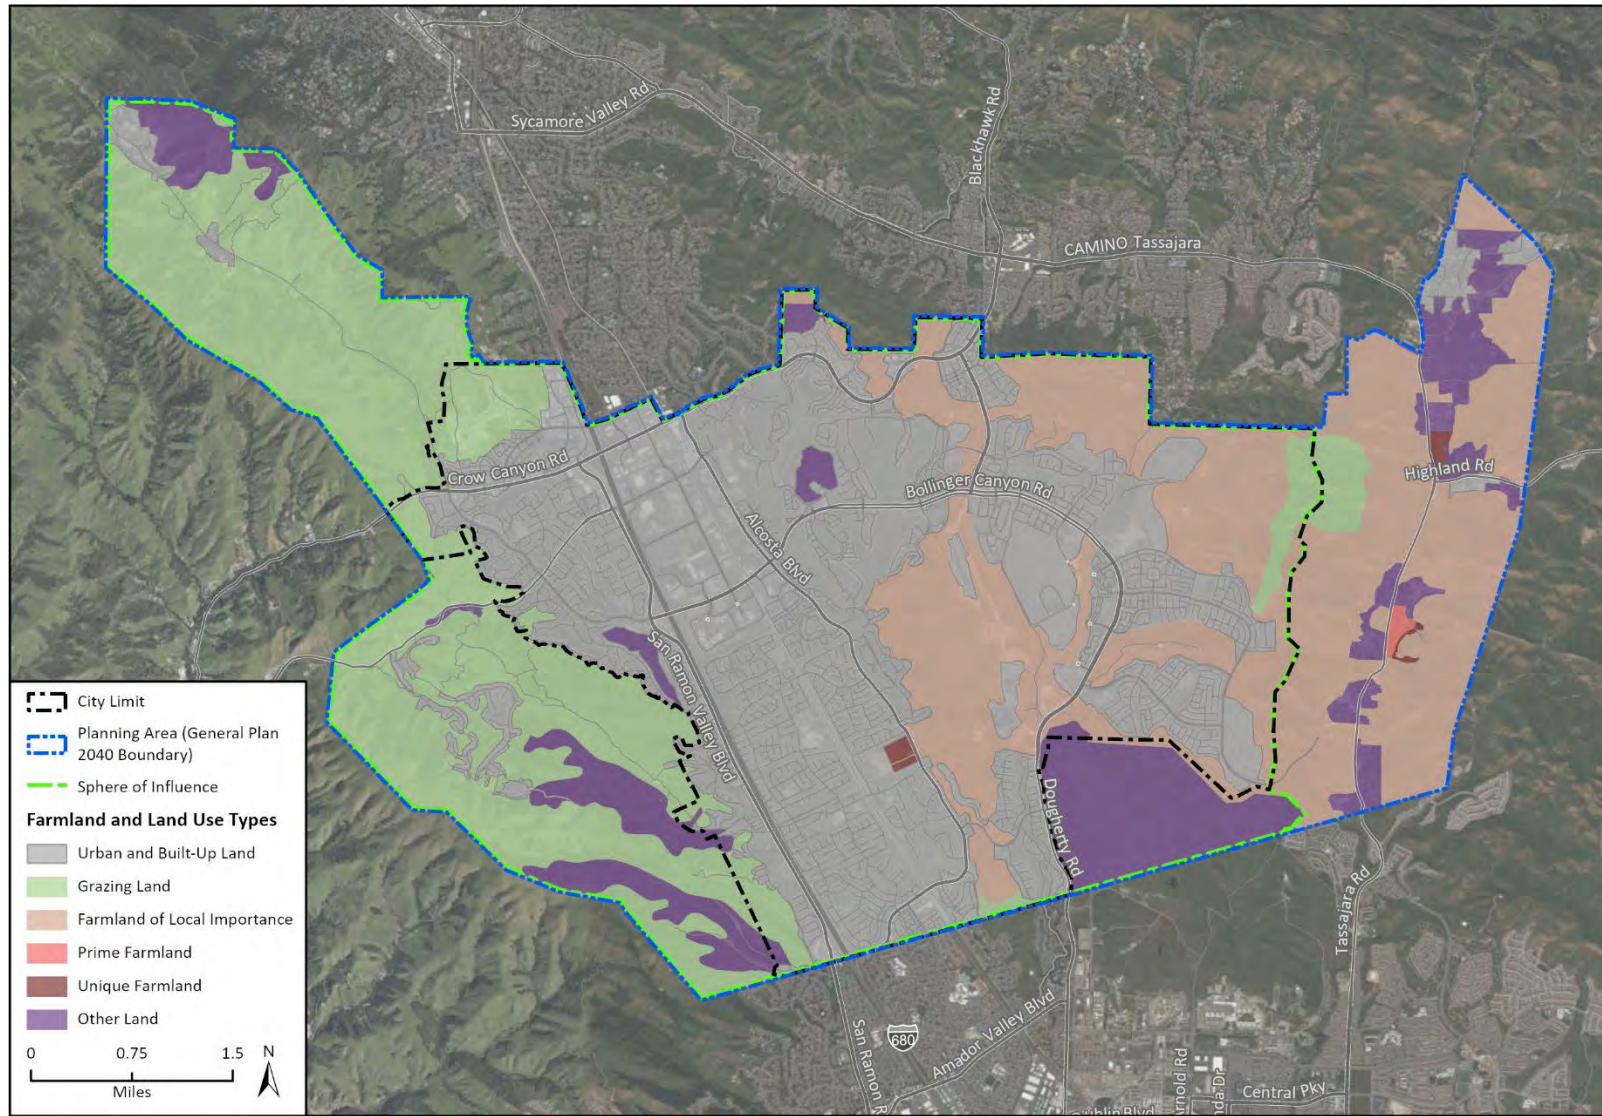 Sycamore Valley Rd
Blackhawk Rd
CAMINO Tassajara
Crow Canyon Rd
Bollinger Canyon Rd
Highland Rd
Alcosta Blvd
San Ramon Valley Blvd
Dougherty Rd
Tassajara Rd
City Limit
Planning Area (General Plan
2040 Boundary)
Sphere of Influence
Farmland and Land Use Types
Urban and Built-Up Land
Grazing Land
Farmland of Local Importance
Prime Farmland
Unique Farmland
Other Land
0 0.75 1.5 N
Miles
San Ramon
680
Amador Valley Blvd
Arnold Rd
Central Pky